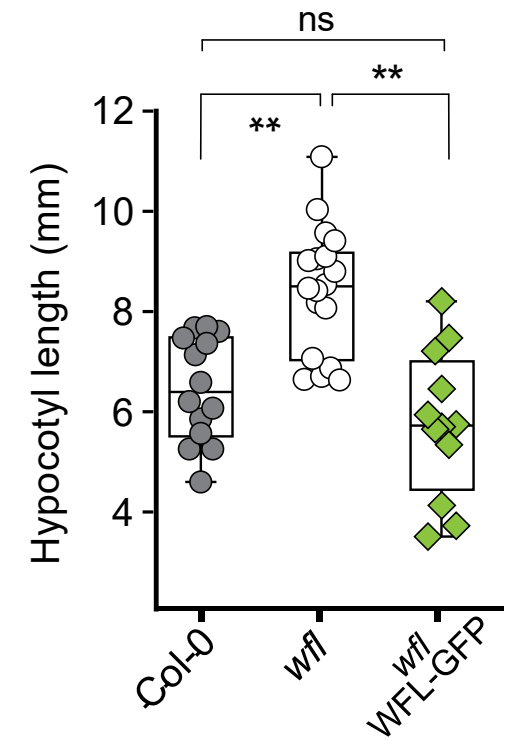 ns
**
**
12
10
8
6
4
Hypocotyl length (mm)
Col-0
wfl
wfl
WFL-GFP